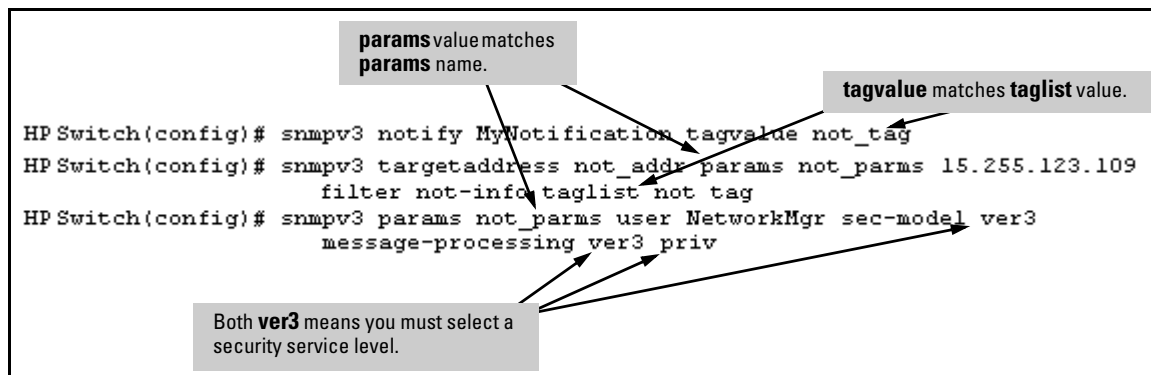 params value matches
params name.
tagvalue matches taglist value.
HP Switch(config)# snmpv3 notify MyNotification tagvalue not_tag
HP Switch(config)# snmpv3 targetaddress not_addr params not_parms 15.255.123.109
filter not-info taglist not tag
HP Switch(config)# snmpv3 params not_parms user NetworkMgr sec-model ver3
message-processing ver3 priv
Both ver3 means you must select a
security service level.